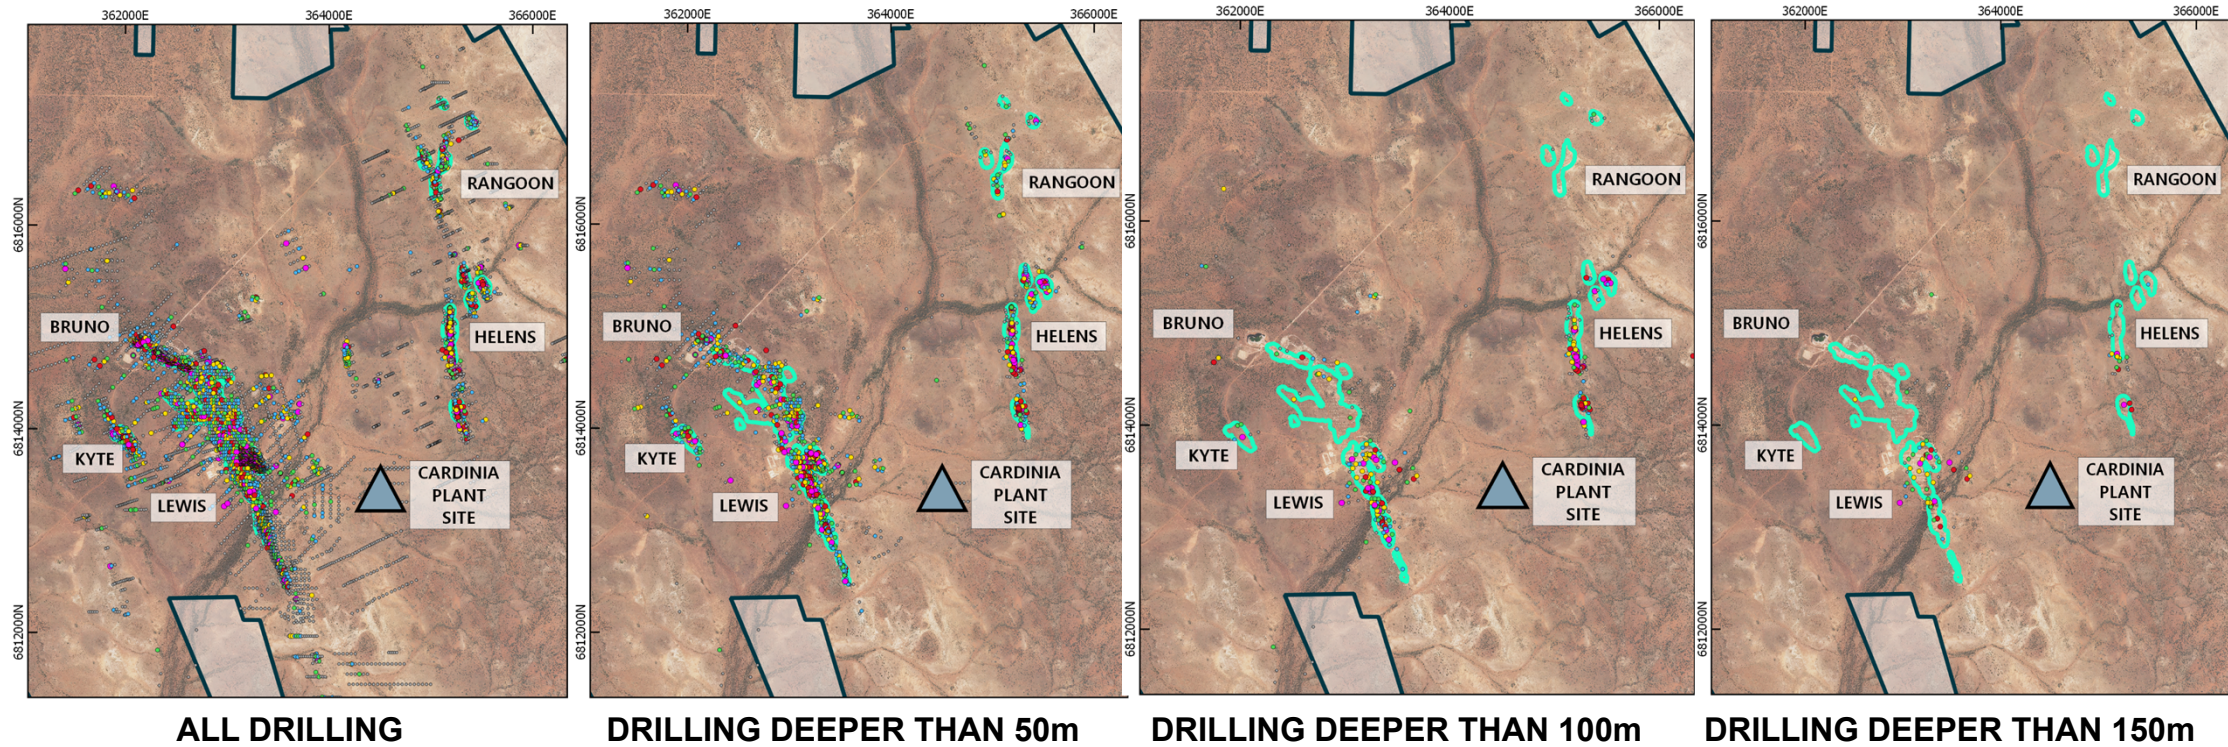 362000E
364000E
366000E
6816000N
6814000N
6812000N
RANGOON
BRUNO
HELENS
KYTE
LEWIS
CARDINIA
PLANT
SITE
ALL DRILLING
362000E
364000E
366000E
6816000N
6814000N
6812000N
RANGOON
BRUNO
HELENS
KYTE
LEWIS
CARDINIA
PLANT
SITE
DRILLING DEEPER THAN 50m
362000E
364000E
366000E
6816000N
6814000N
6812000N
RANGOON
BRUNO
HELENS
KYTE
LEWIS
CARDINIA
PLANT
SITE
DRILLING DEEPER THAN 100m
362000E
364000E
366000E
6816000N
6814000N
6812000N
RANGOON
BRUNO
HELENS
KYTE
LEWIS
CARDINIA
PLANT
SITE
DRILLING DEEPER THAN 150m